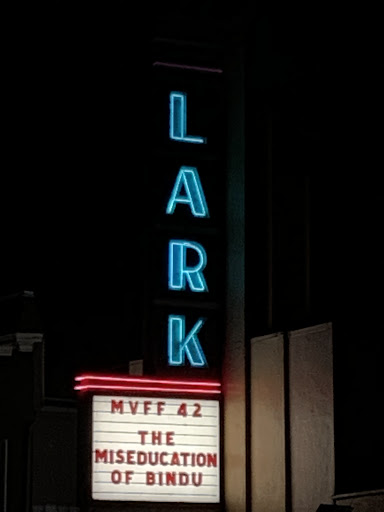 LARK
MVFF 42
THE
MISEDUCATION
OF BINDU